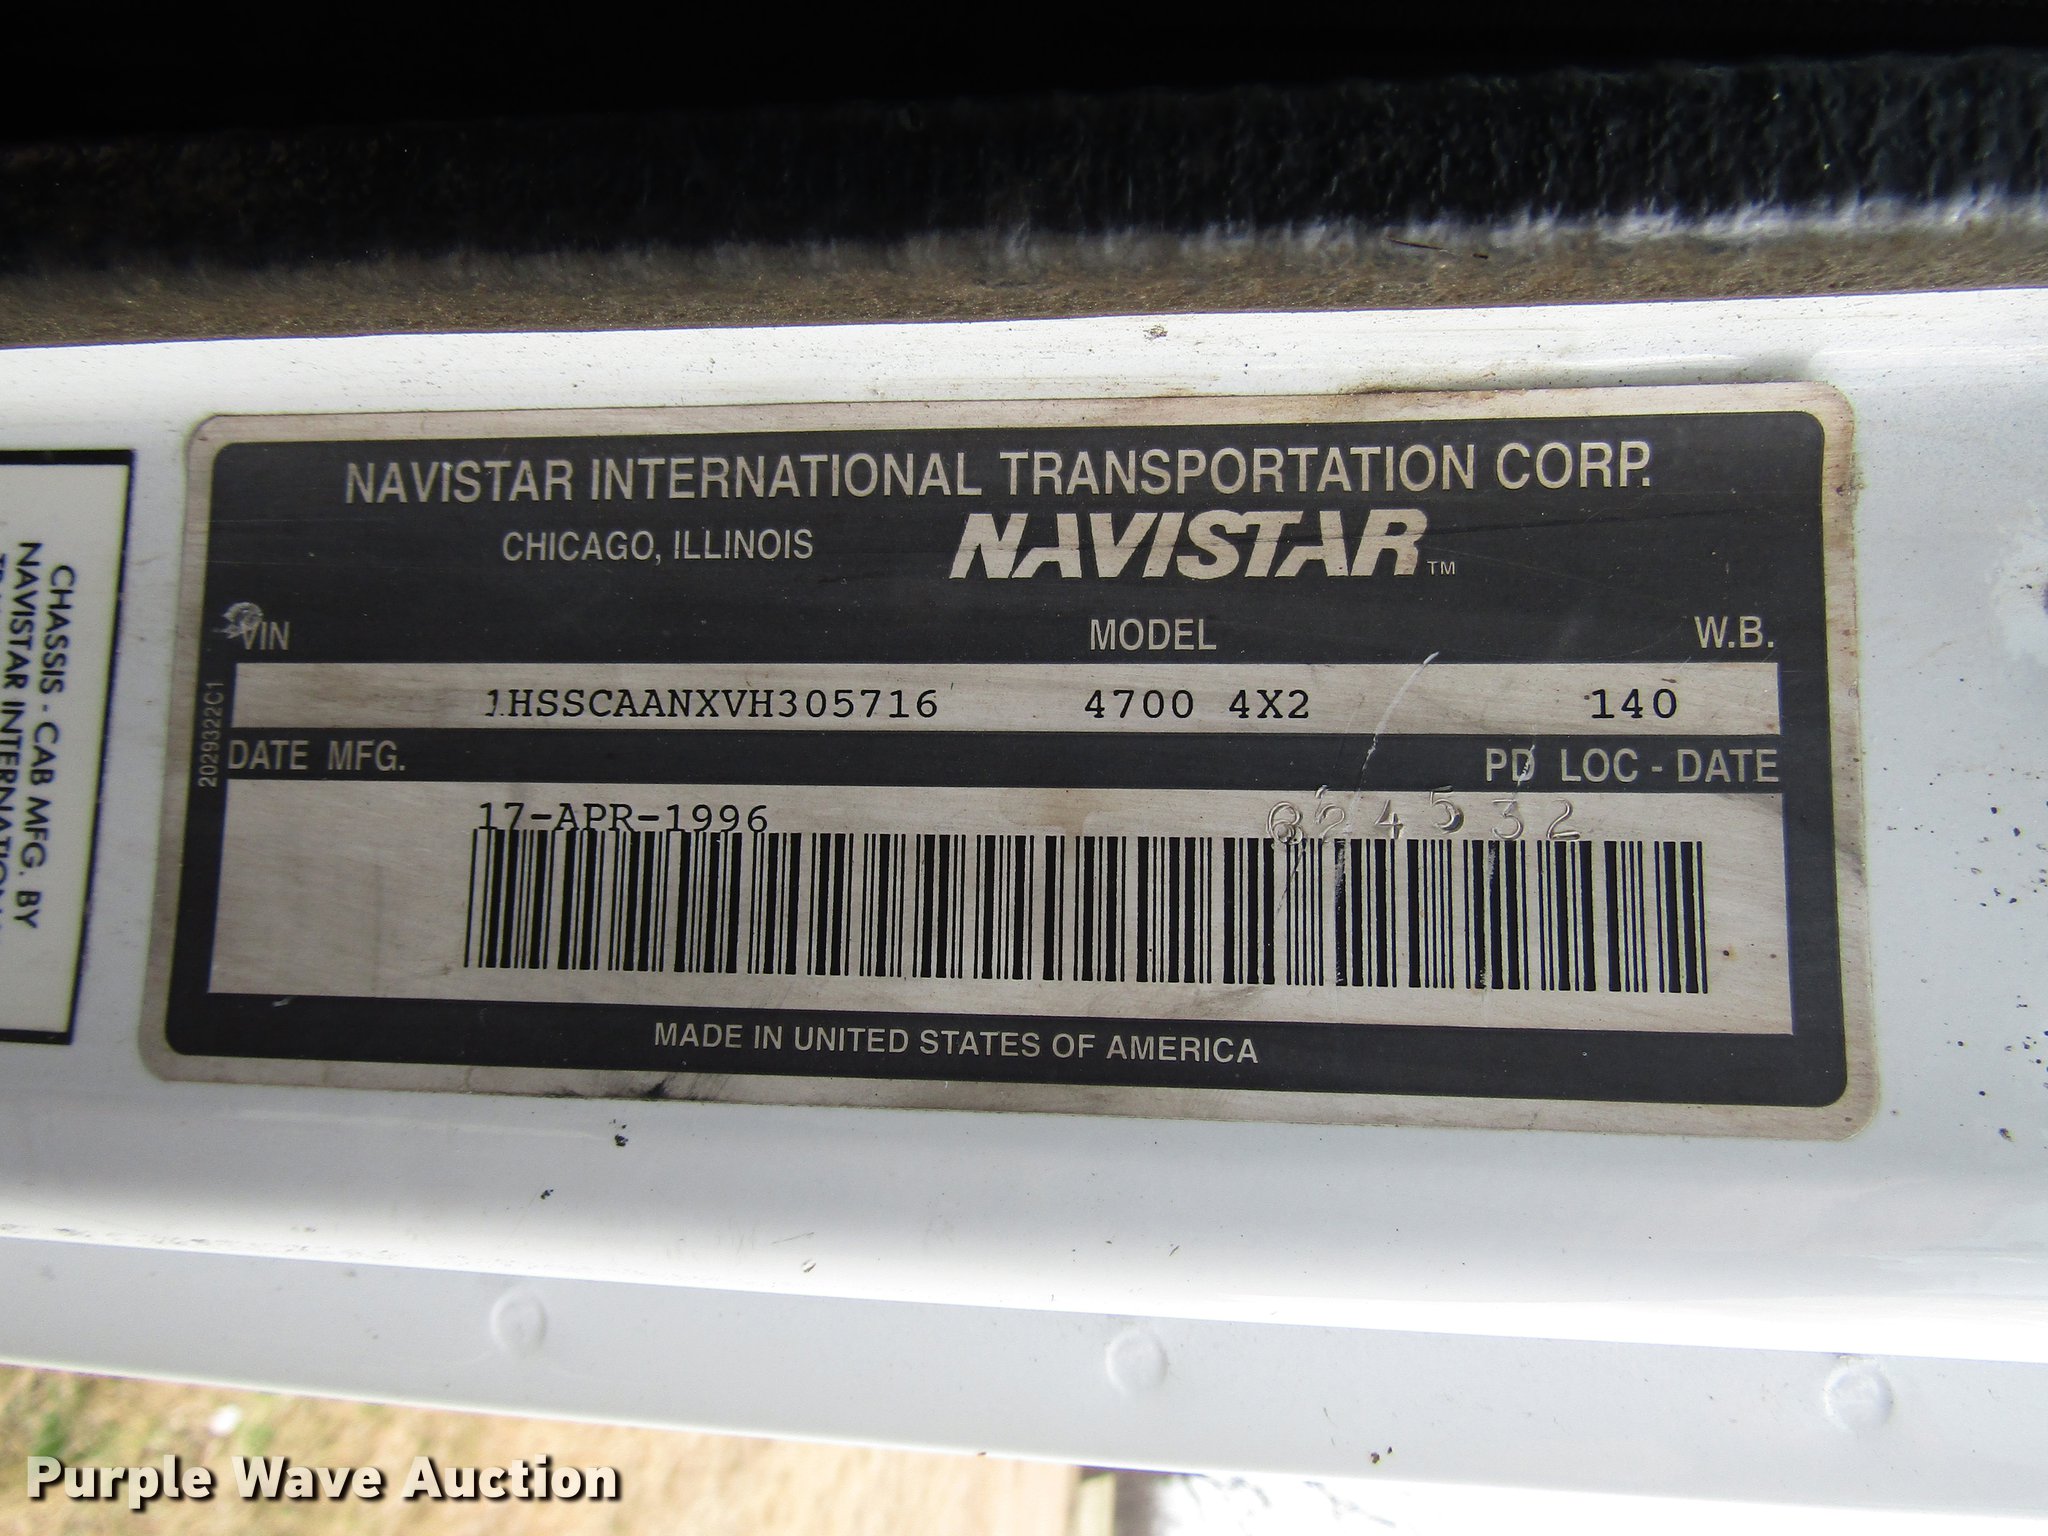 NAVISTAR INTERNATIONAL TRANSPORTATION CORP.
CHICAGO, ILLINOIS NAVISTAR TM
VIN MODEL W.B.
1HSSCAANXVH305716 4700 4X2 140
DATE MFG. PD LOC - DATE
17-APR-1996 624532
MADE IN UNITED STATES OF AMERICA
2029322C1
CHASSIS - CAB MFG. BY
NAVISTAR INTERNATIONAL
Purple Wave Auction